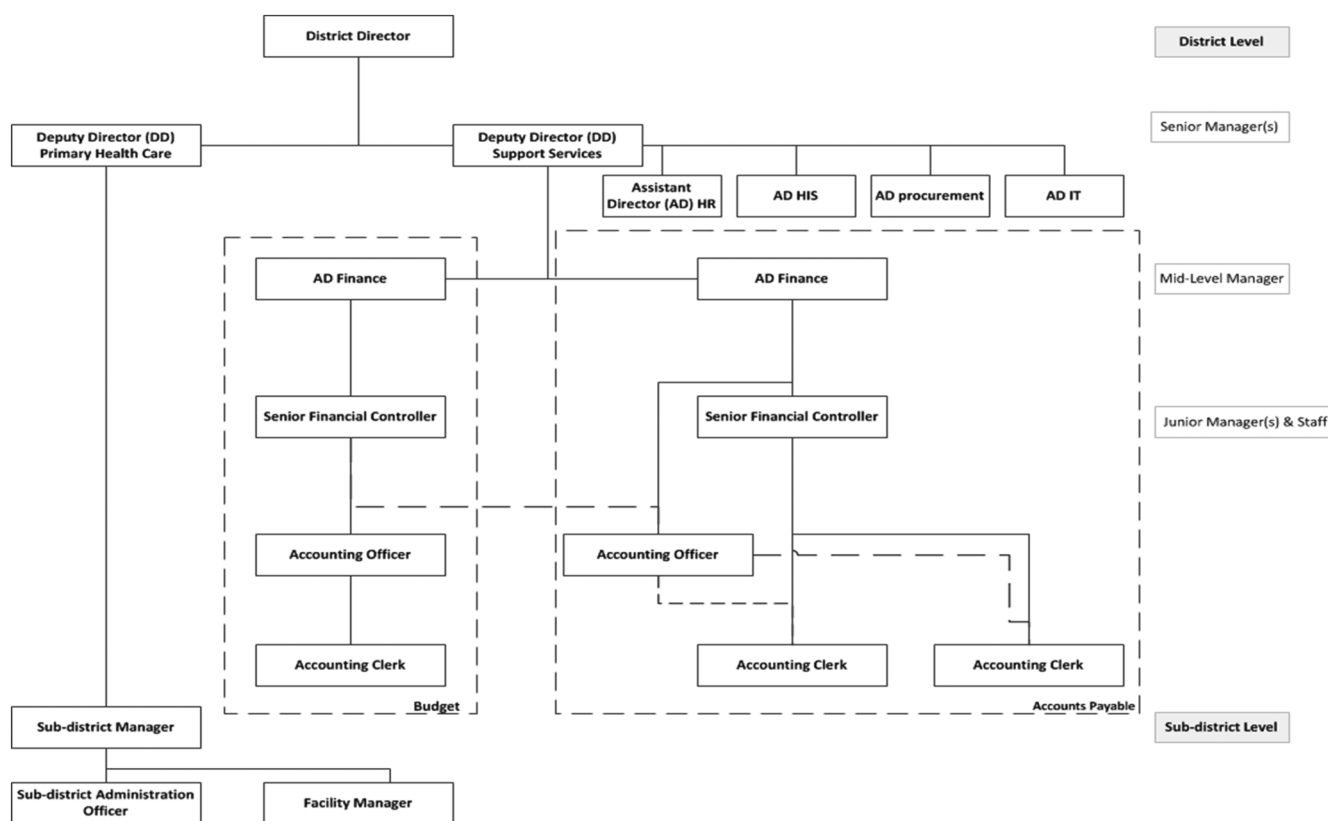 District Director
District Level
Deputy Director (DD)
Primary Health Care
Deputy Director (DD)
Support Services
Senior Manager(s)
Assistant
Director (AD) HR
AD HIS
AD procurement
AD IT
AD Finance
AD Finance
Mid-Level Manager
Senior Financial Controller
Senior Financial Controller
Junior Manager(s) & Staff
Accounting Officer
Accounting Officer
Accounting Clerk
Accounting Clerk
Accounting Clerk
Budget
Accounts Payable
Sub-district Manager
Sub-district Level
Sub-district Administration
Officer
Facility Manager